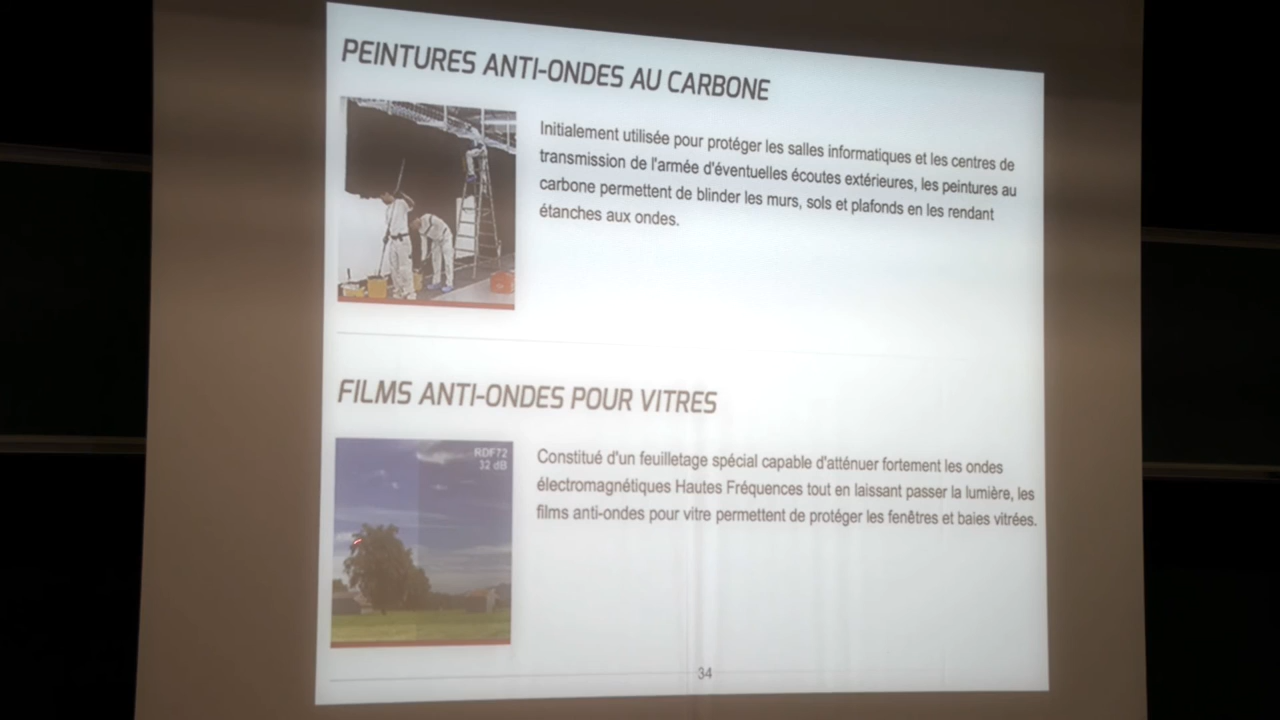 PEINTURES ANTI-ONDES AU CARBONE
Initialement utilisée pour protéger les salles informatiques et les centres de
transmission de l'armée d'éventuelles écoutes extérieures, les peintures au
carbone permettent de blinder les murs, sols et plafonds en les rendant
étanches aux ondes.
FILMS ANTI-ONDES POUR VITRES
RDF72
32 dB
Constitué d'un feuilletage spécial capable d'atténuer fortement les ondes
électromagnétiques Hautes Fréquences tout en laissant passer la lumière, les
films anti-ondes pour vitre permettent de protéger les fenêtres et baies vitrées.
34